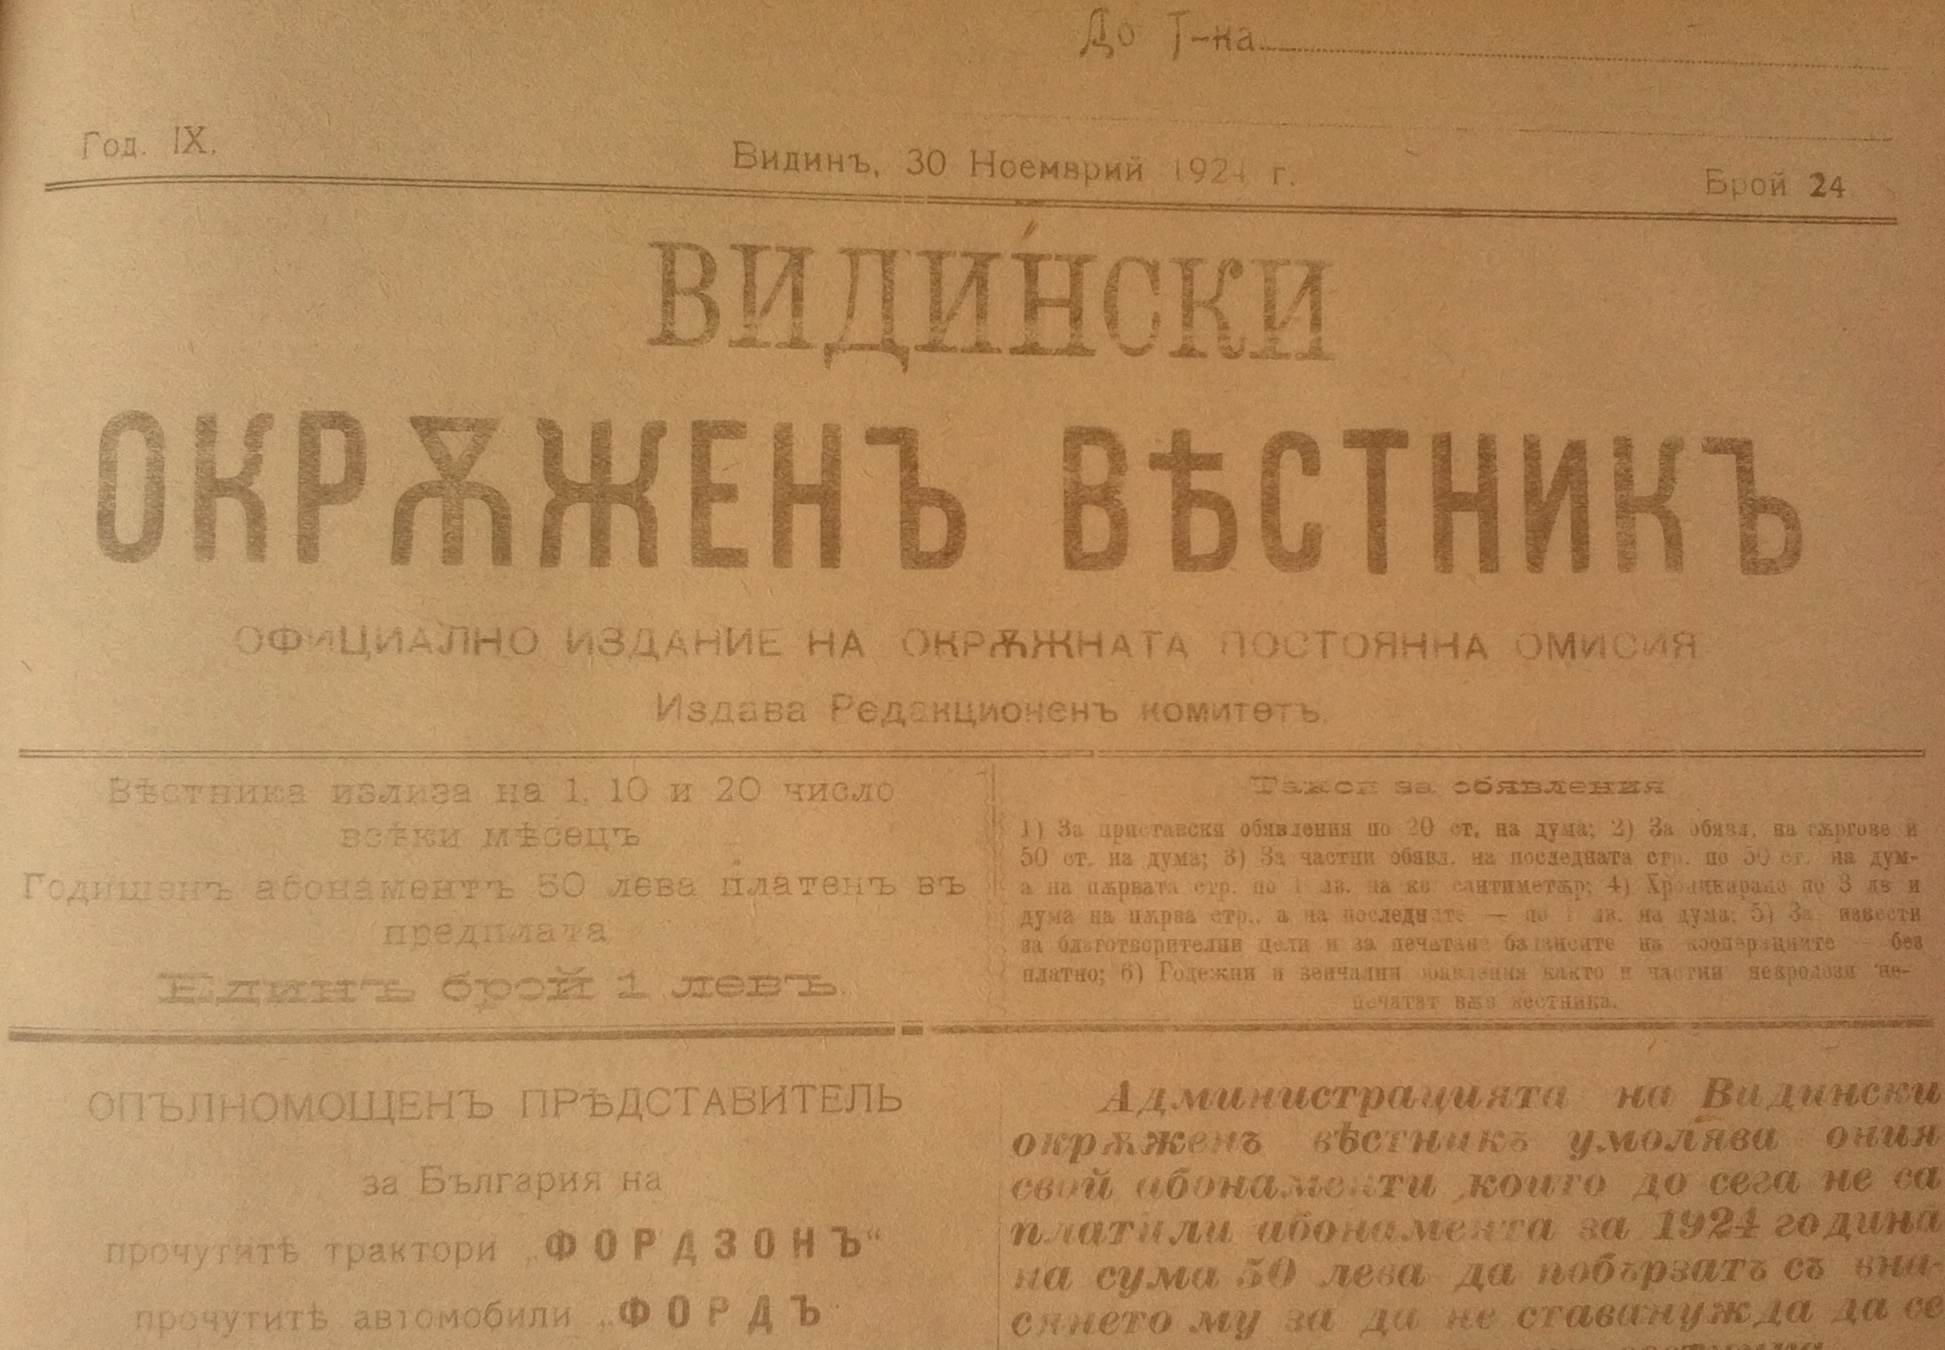 До Г-на
Год. IX.
Видинъ, 30 Ноемврий 1924 г.
Брой 24
ВИДИНСКИ
ОКРѪЖЕНЪ ВѢСТНИКЪ
ОФИЦИАЛНО ИЗДАНИЕ НА ОКРѪЖНАТА ПОСТОЯННА ОМИСИЯ
Издава Редакционенъ комитетъ.
Вѣстника излиза на 1, 10 и 20 число
всѣки мѣсецъ
Годишенъ абонаментъ 50 лева платенъ въ
предплата
Единъ брой 1 левъ.
Такси за обявления
1) За приставски обявления по 20 ст. на дума; 2) За обявл. на тѫргове и
50 ст. на дума; 3) За частни обявл. на последната стр. по 50 ст. на дум-
а на пѫрвата стр. по 1 лв. на кв. сантиметѫр; 4) Хроникирано по 3 лв и
дума на пѫрва стр., а на последните — по 1 лв. на дума; 5) За извести
за благотворителни цели и за печатане балансите на кооперациите — без
платно; 6) Годежни и венчални обявления както и частни некролози не-
печатат вѫв вестника.
ОПЪЛНОМОЩЕНЪ ПРѢДСТАВИТЕЛЬ
за България на
прочутитѣ трактори „ФОРДЗОНЪ“
прочутитѣ автомобили „ФОРДЪ
Администрацията на Видински
окрѫженъ вѣстникъ умолява ония
свой абонаменти които до сега не са
платили абонамента за 1924 година
на сума 50 лева да побързатъ съ вна-
сянето му за да не ставанужда да се